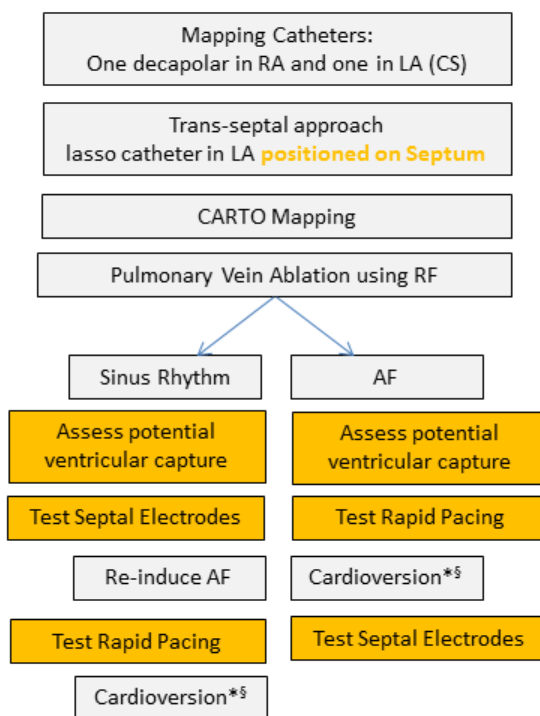 Mapping Catheters:
One decapolar in RA and one in LA (CS)
Trans-septal approach
lasso catheter in LA positioned on Septum
CARTO Mapping
Pulmonary Vein Ablation using RF
Sinus Rhythm
Assess potential
ventricular capture
Test Septal Electrodes
Re-induce AF
Test Rapid Pacing
Cardioversion*§
AF
Assess potential
ventricular capture
Test Rapid Pacing
Cardioversion*§
Test Septal Electrodes